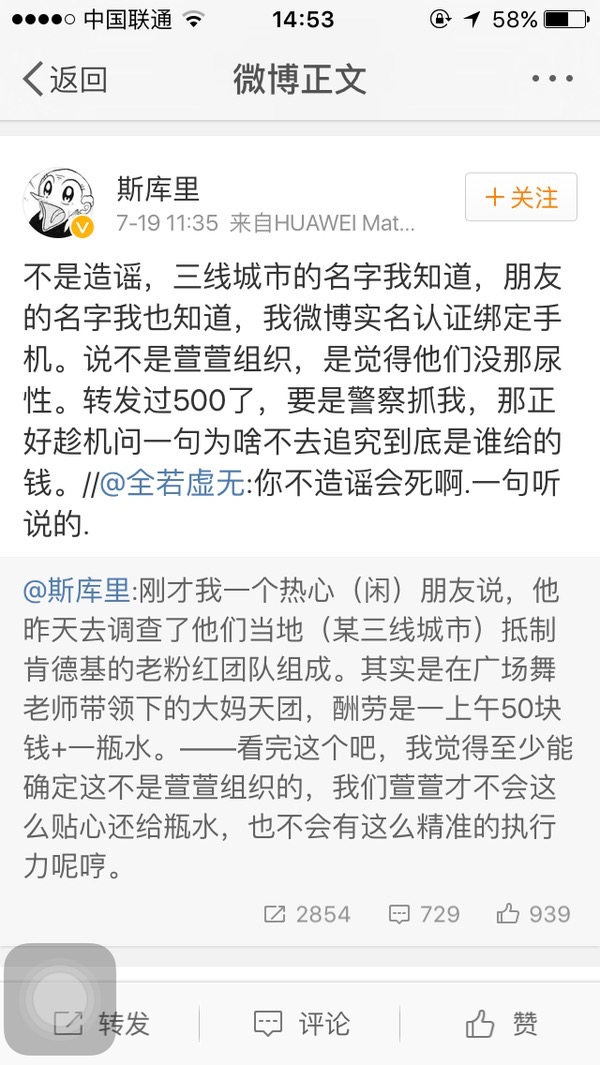 中国联通 14:53 58%
返回 微博正文
斯库里
7-19 11:35 来自HUAWEI Mat...
+关注
不是造谣，三线城市的名字我知道，朋友
的名字我也知道，我微博实名认证绑定手
机。说不是萱萱组织，是觉得他们没那尿
性。转发过500了，要是警察抓我，那正
好趁机问一句为啥不去追究到底是谁给的
钱。//@全若虚无:你不造谣会死啊.一句听
说的.
@斯库里:刚才我一个热心（闲）朋友说，他
昨天去调查了他们当地（某三线城市）抵制
肯德基的老粉红团队组成。其实是在广场舞
老师带领下的大妈天团，酬劳是一上午50块
钱+一瓶水。——看完这个吧，我觉得至少能
确定这不是萱萱组织的，我们萱萱才不会这
么贴心还给瓶水，也不会有这么精准的执行
力呢哼。
2854 729 939
转发 评论 赞